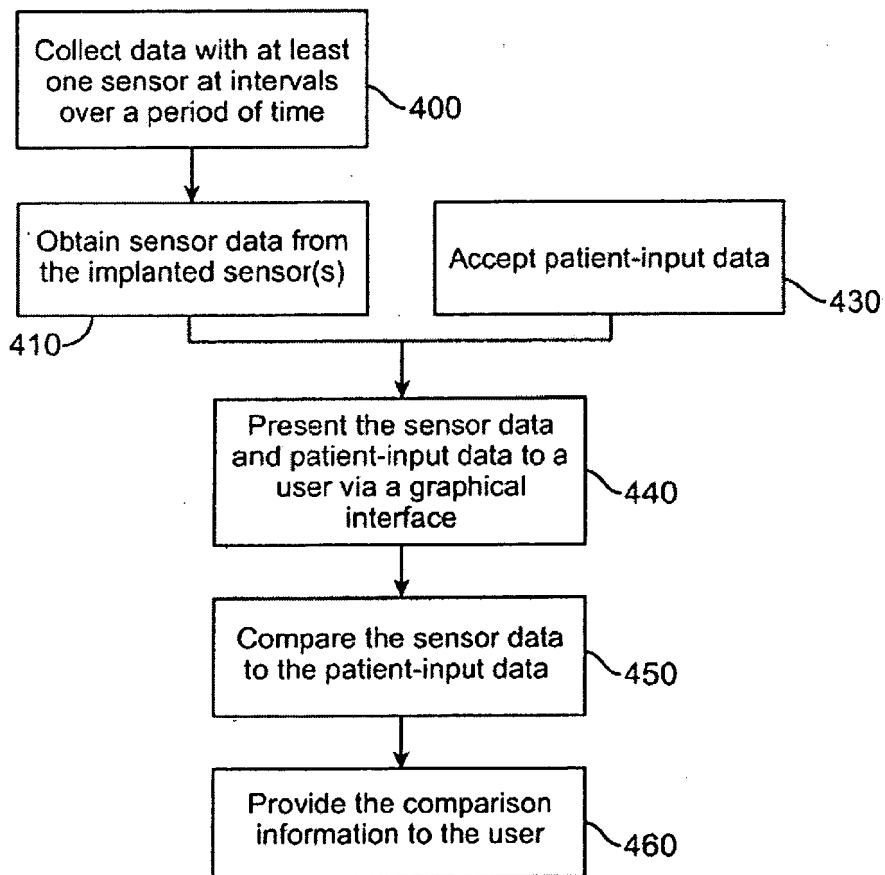 Collect data with at least
one sensor at intervals
over a period of time
400
Obtain sensor data from
the implanted sensor(s)
410
Accept patient-input data
430
Present the sensor data
and patient-input data to a
user via a graphical
interface
440
Compare the sensor data
to the patient-input data
450
Provide the comparison
information to the user
460